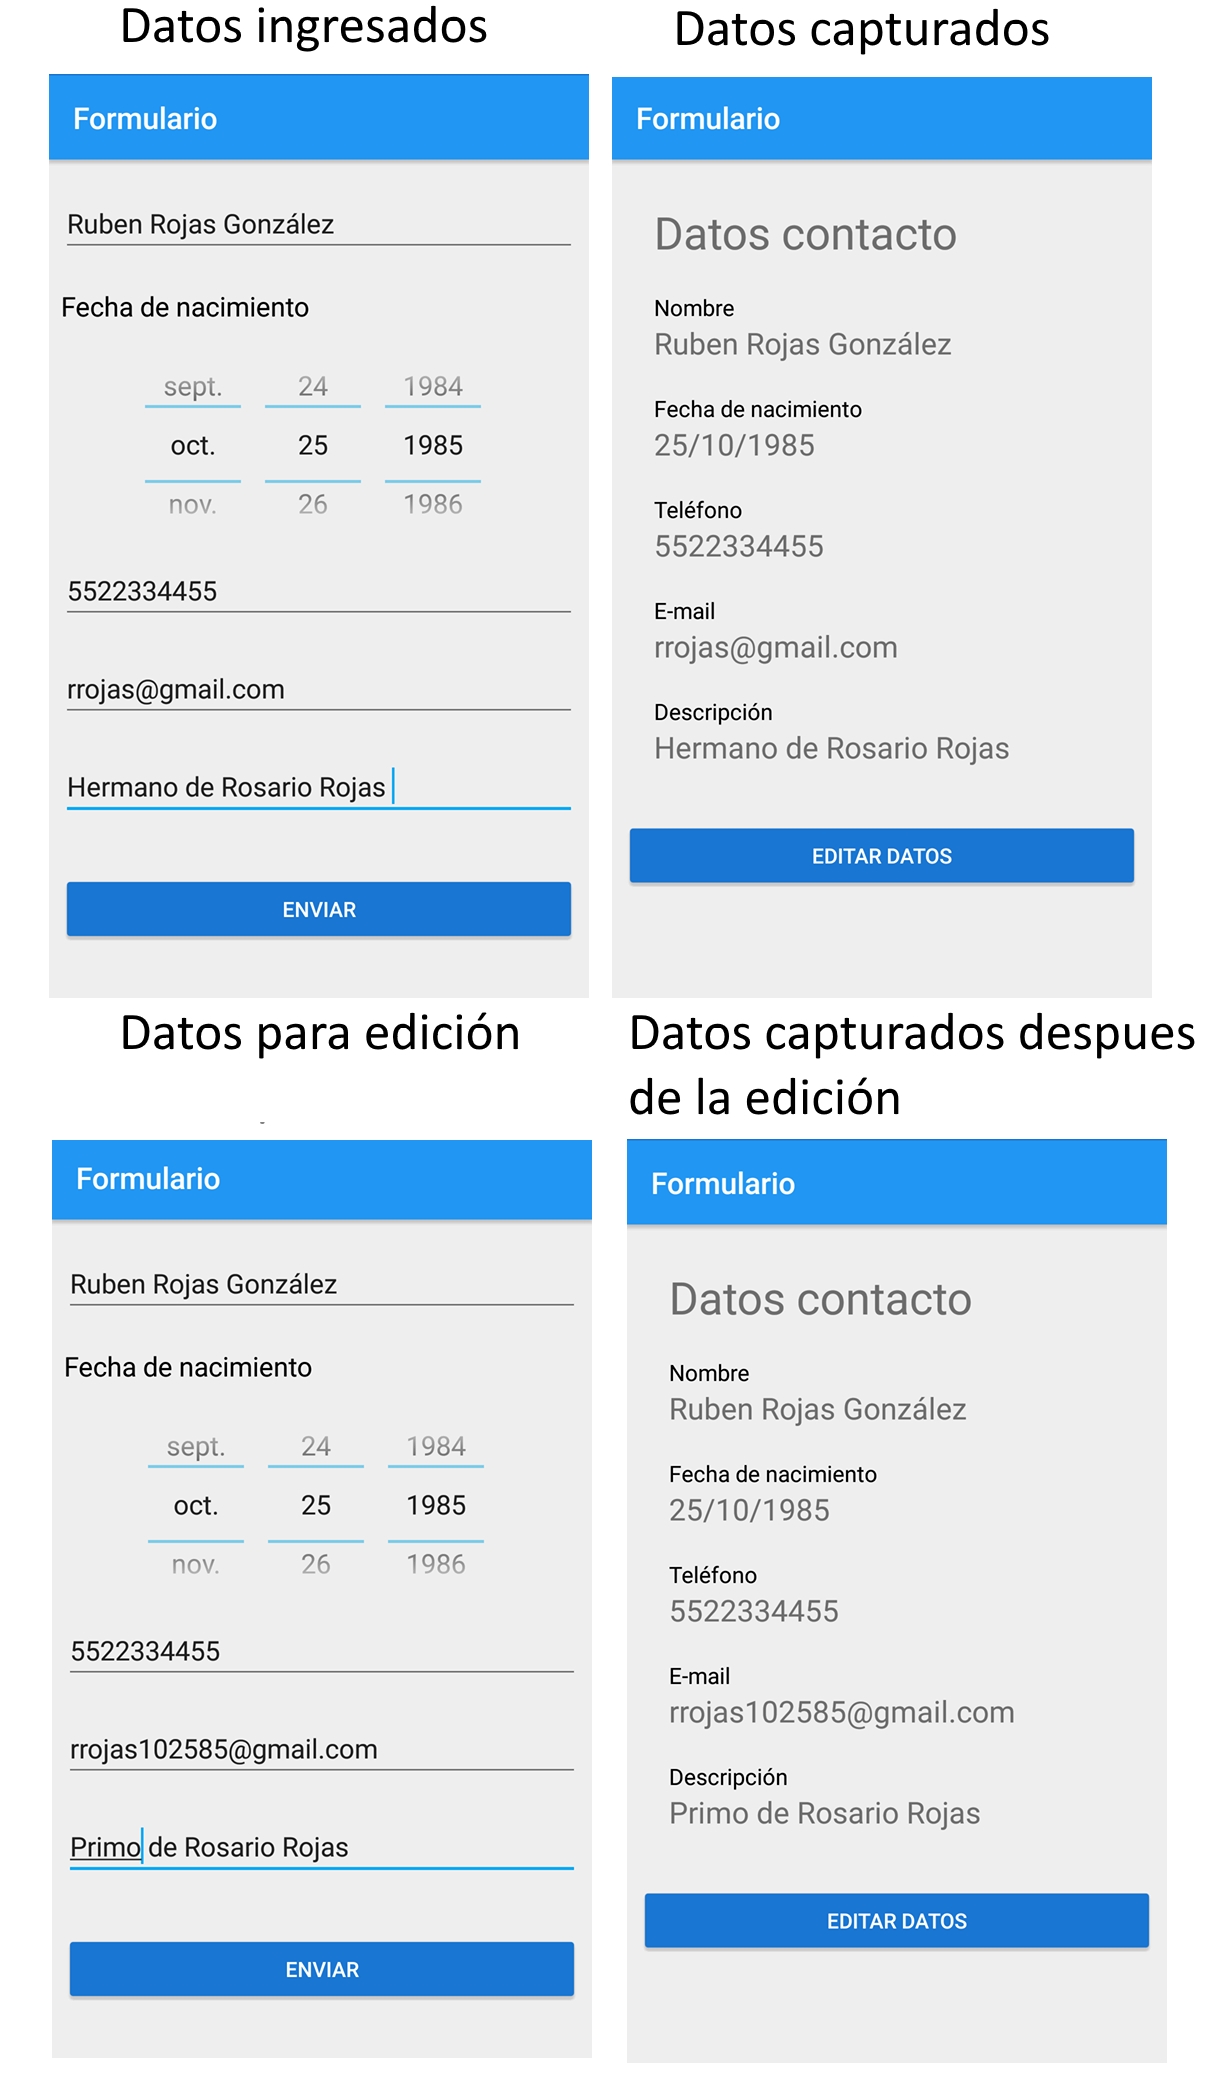 Datos ingresados
Formulario
Ruben Rojas González
Fecha de nacimiento
sept. 24 1984
oct. 25 1985
nov. 26 1986
5522334455
rrojas@gmail.com
Hermano de Rosario Rojas
ENVIAR
Datos capturados
Formulario
Datos contacto
Nombre
Ruben Rojas González
Fecha de nacimiento
25/10/1985
Teléfono
5522334455
E-mail
rrojas@gmail.com
Descripción
Hermano de Rosario Rojas
EDITAR DATOS
Datos para edición
Formulario
Ruben Rojas González
Fecha de nacimiento
sept. 24 1984
oct. 25 1985
nov. 26 1986
5522334455
rrojas102585@gmail.com
Primo de Rosario Rojas
ENVIAR
Datos capturados despues
de la edición
Formulario
Datos contacto
Nombre
Ruben Rojas González
Fecha de nacimiento
25/10/1985
Teléfono
5522334455
E-mail
rrojas102585@gmail.com
Descripción
Primo de Rosario Rojas
EDITAR DATOS